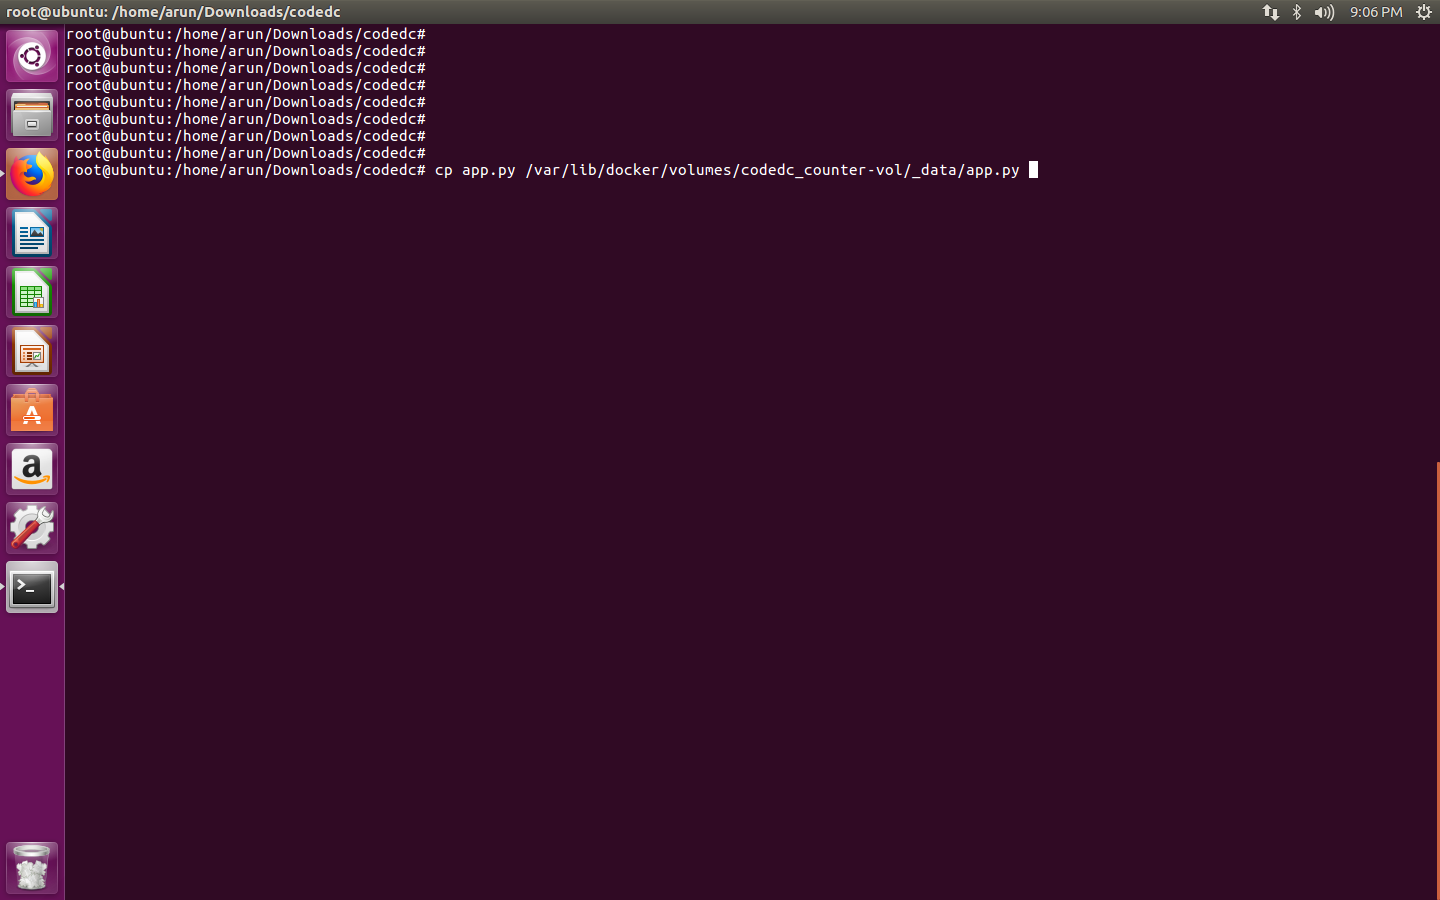 root@ubuntu: /home/arun/Downloads/codedc
9:06 PM
root@ubuntu:/home/arun/Downloads/codedc#
root@ubuntu:/home/arun/Downloads/codedc#
root@ubuntu:/home/arun/Downloads/codedc#
root@ubuntu:/home/arun/Downloads/codedc#
root@ubuntu:/home/arun/Downloads/codedc#
root@ubuntu:/home/arun/Downloads/codedc#
root@ubuntu:/home/arun/Downloads/codedc#
root@ubuntu:/home/arun/Downloads/codedc#
root@ubuntu:/home/arun/Downloads/codedc# cp app.py /var/lib/docker/volumes/codedc_counter-vol/_data/app.py